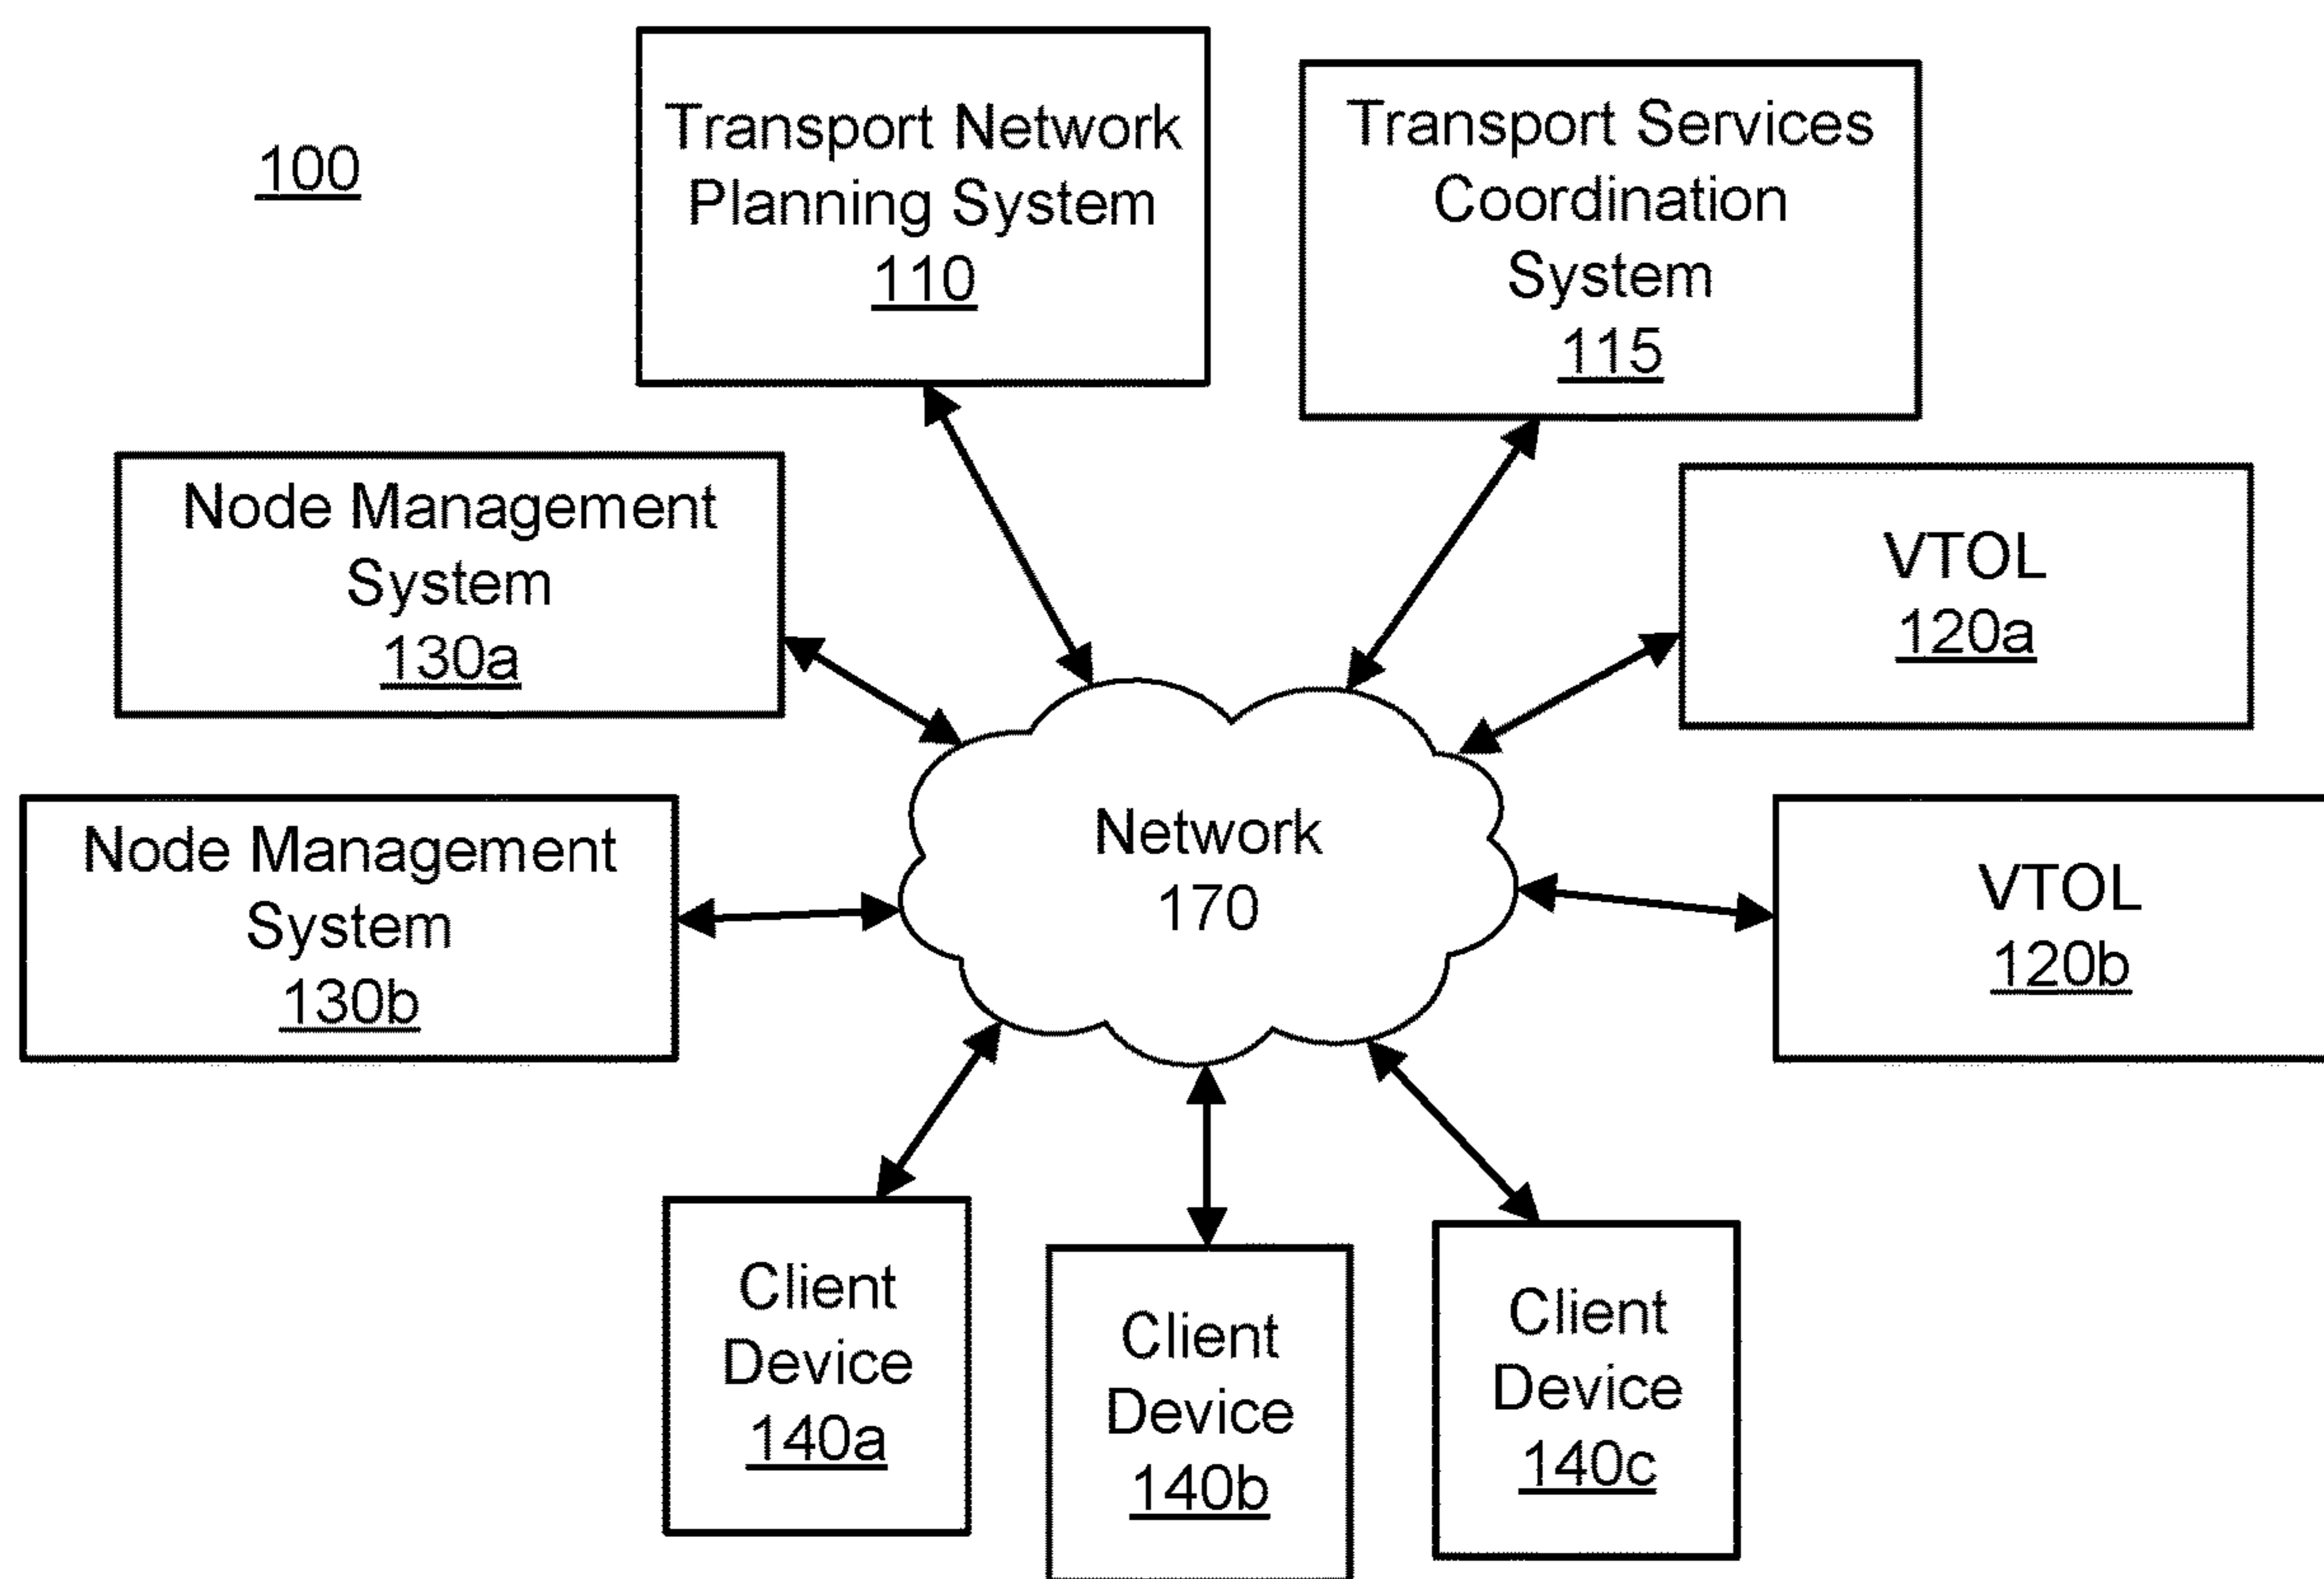 100
Transport Network
Planning System
110
Transport Services
Coordination
System
115
Node Management
System
130a
VTOL
120a
Node Management
System
130b
Network
170
VTOL
120b
Client
Device
140a
Client
Device
140b
Client
Device
140c